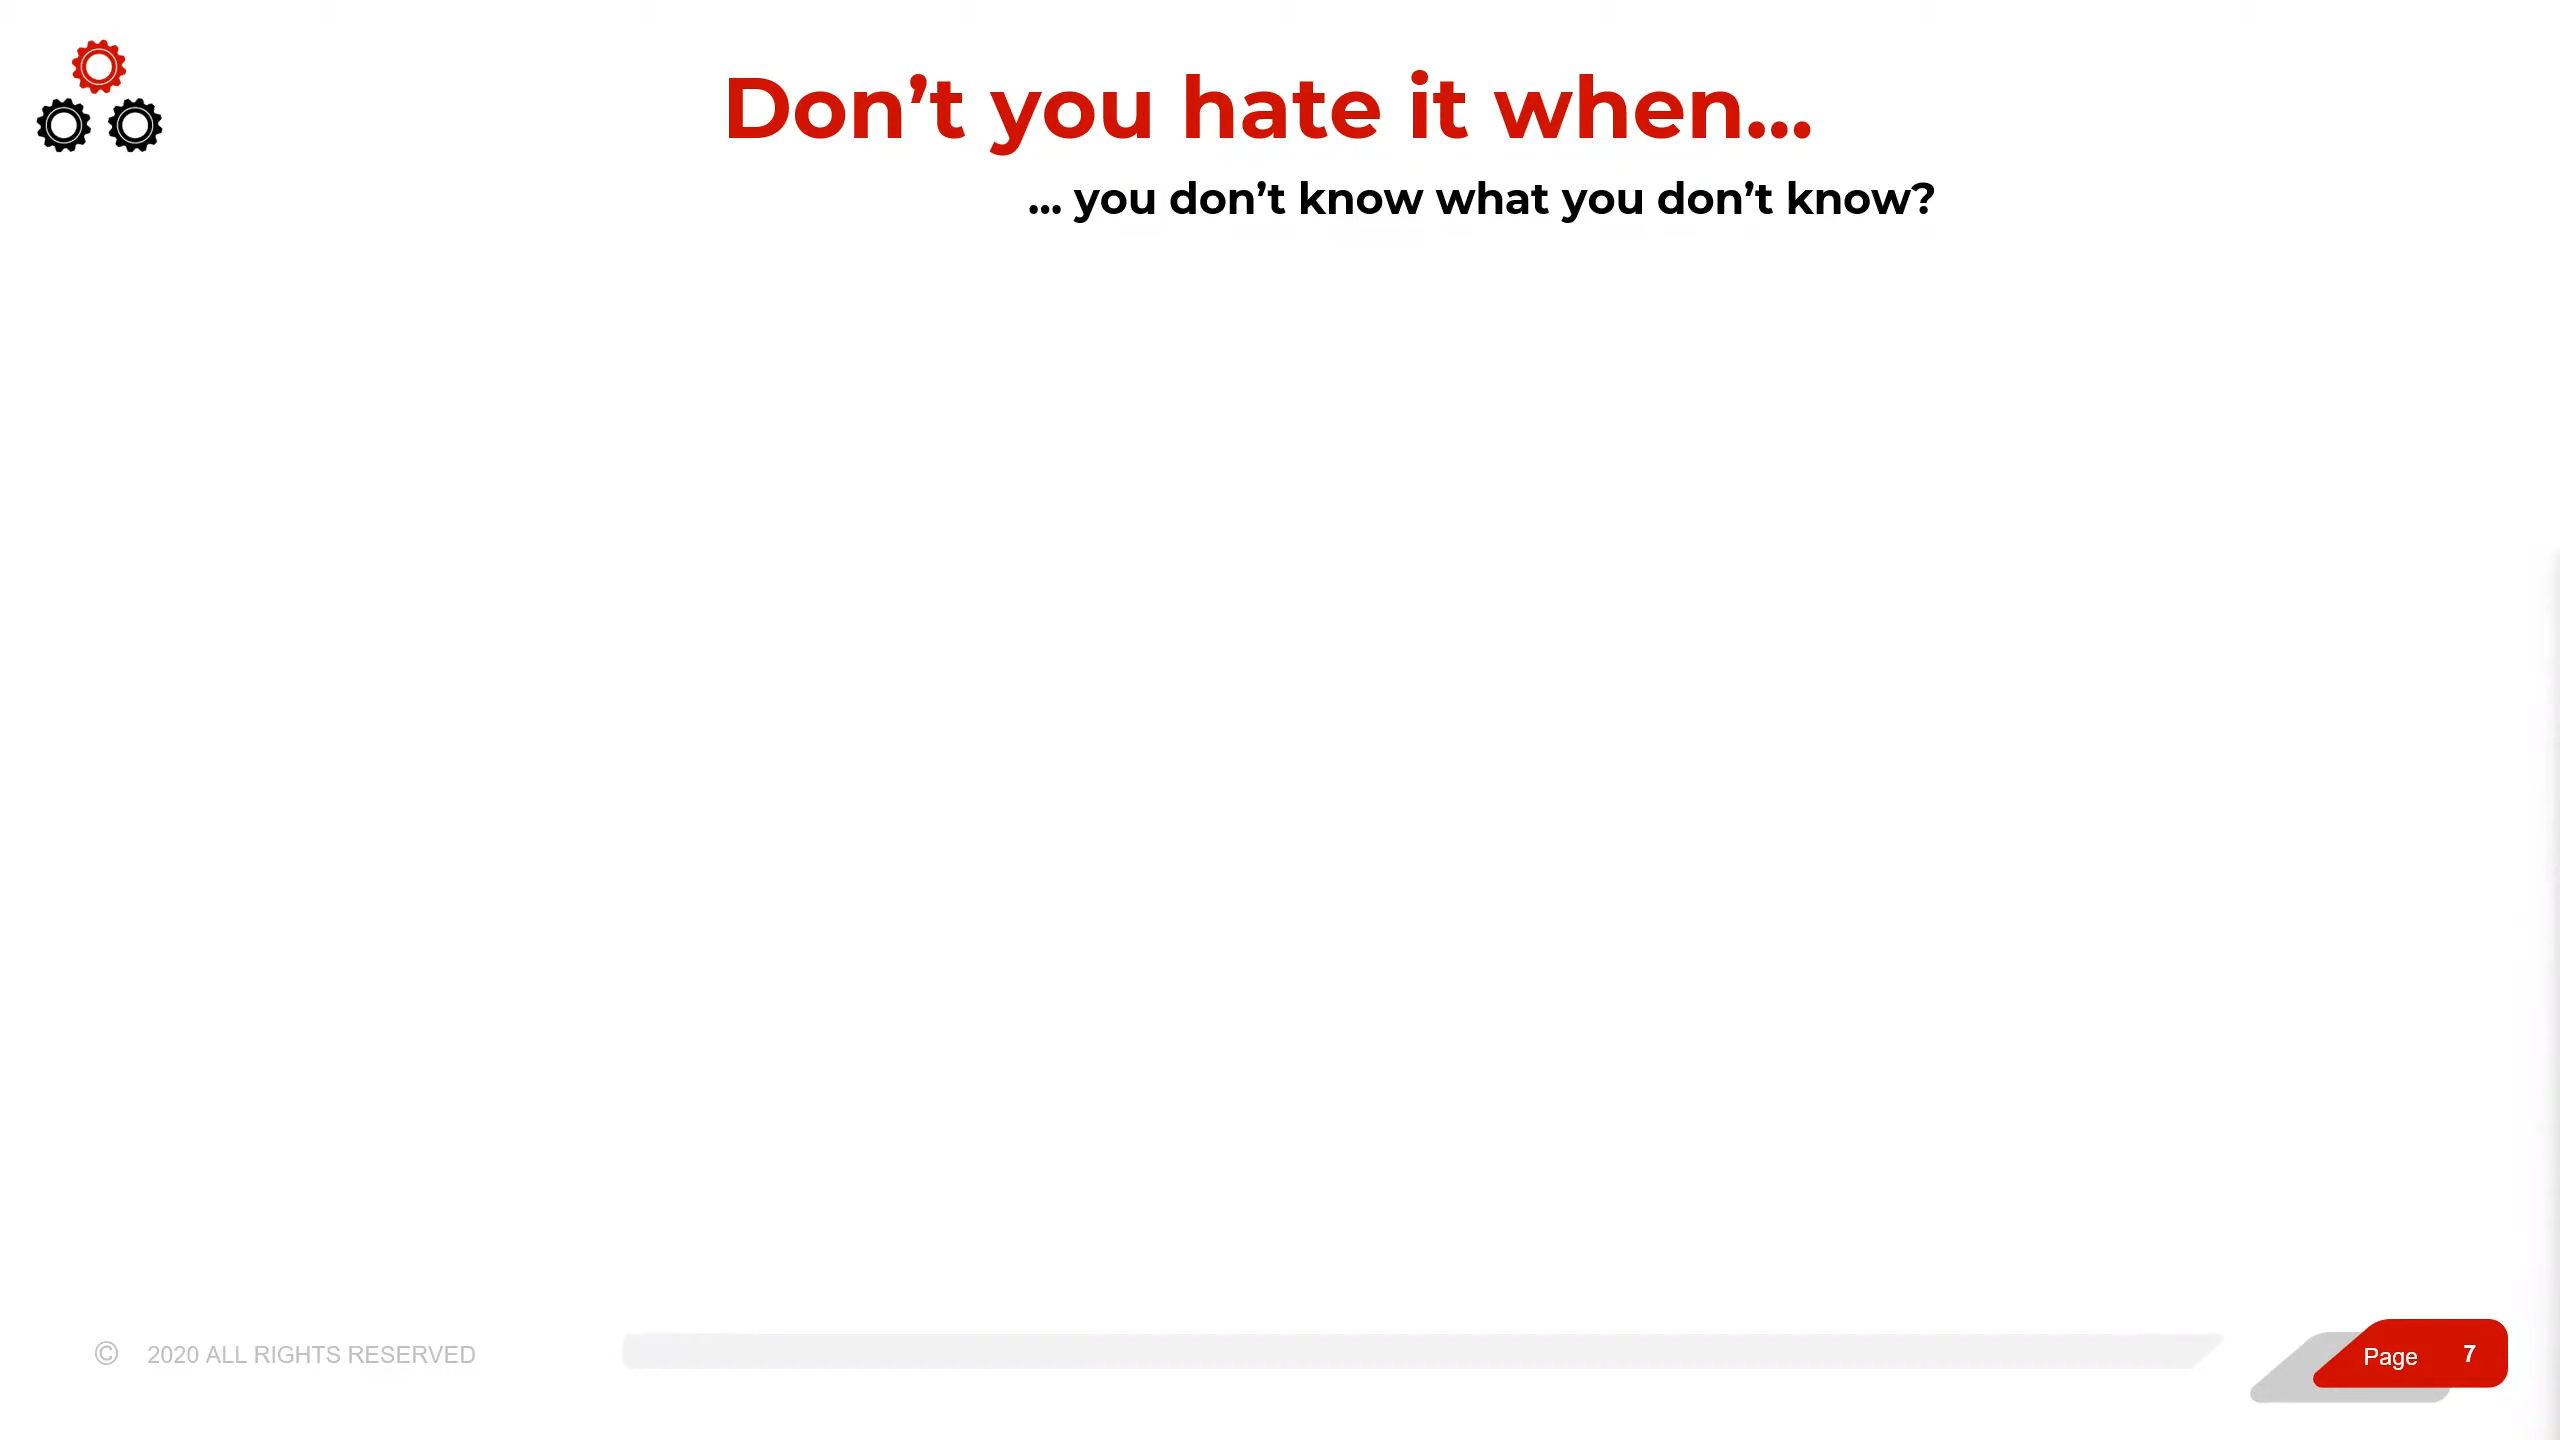 Don’t you hate it when...
... you don’t know what you don’t know?
© 2020 ALL RIGHTS RESERVED
Page 7